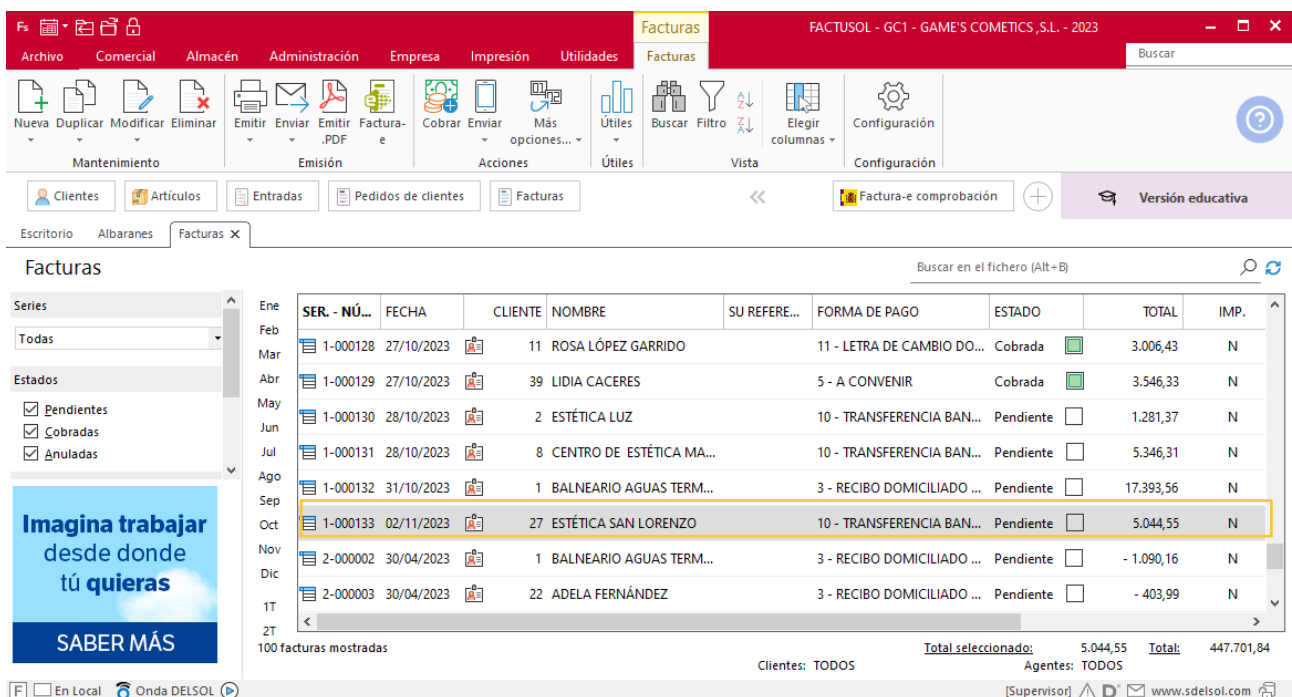 Fs
Facturas
FACTUSOL - GC1 - GAME'S COMETICS ,S.L. - 2023
Archivo Comercial Almacén Administración Empresa Impresión Utilidades Facturas Buscar
Nueva Duplicar Modificar Eliminar Emitir Enviar Emitir .PDF Factura-e Cobrar Enviar Más opciones... Útiles Buscar Filtro Elegir columnas Configuración
Mantenimiento Emisión Acciones Útiles Vista Configuración
Clientes Artículos Entradas Pedidos de clientes Facturas Factura-e comprobación Versión educativa
Escritorio Albaranes Facturas X
Facturas Buscar en el fichero (Alt+B)
Series
Todas
Estados
Pendientes
Cobradas
Anuladas
Imagina trabajar
desde donde
tú quieras
SABER MÁS
Ene
Feb
Mar
Abr
May
Jun
Jul
Ago
Sep
Oct
Nov
Dic
1T
2T
SER. - NÚ... FECHA CLIENTE NOMBRE SU REFERE... FORMA DE PAGO ESTADO TOTAL IMP.
1-000128 27/10/2023 11 ROSA LÓPEZ GARRIDO 11 - LETRA DE CAMBIO DO... Cobrada 3.006,43 N
1-000129 27/10/2023 39 LIDIA CACERES 5 - A CONVENIR Cobrada 3.546,33 N
1-000130 28/10/2023 2 ESTÉTICA LUZ 10 - TRANSFERENCIA BAN... Pendiente 1.281,37 N
1-000131 28/10/2023 8 CENTRO DE ESTÉTICA MA... 10 - TRANSFERENCIA BAN... Pendiente 5.346,31 N
1-000132 31/10/2023 1 BALNEARIO AGUAS TERM... 3 - RECIBO DOMICILIADO ... Pendiente 17.393,56 N
1-000133 02/11/2023 27 ESTÉTICA SAN LORENZO 10 - TRANSFERENCIA BAN... Pendiente 5.044,55 N
2-000002 30/04/2023 1 BALNEARIO AGUAS TERM... 3 - RECIBO DOMICILIADO ... Pendiente - 1.090,16 N
2-000003 30/04/2023 22 ADELA FERNÁNDEZ 3 - RECIBO DOMICILIADO ... Pendiente - 403,99 N
100 facturas mostradas Total seleccionado: 5.044,55 Total: 447.701,84
Clientes: TODOS Agentes: TODOS
F En Local Onda DELSOL [Supervisor] D www.sdelsol.com